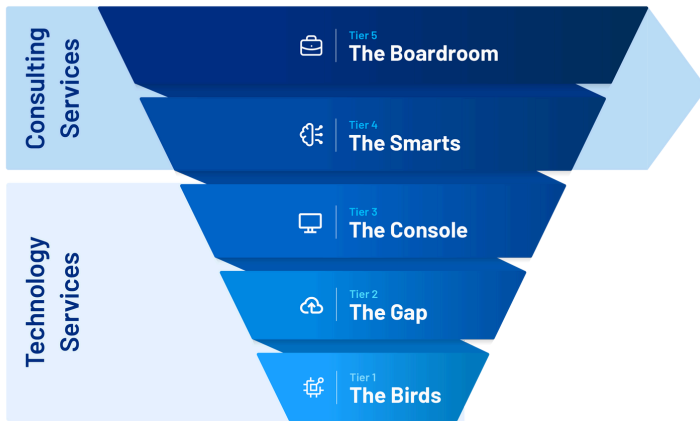 Consulting
Services
Tier 5
The Boardroom
Tier 4
The Smarts
Technology
Services
Tier 3
The Console
Tier 2
The Gap
Tier 1
The Birds